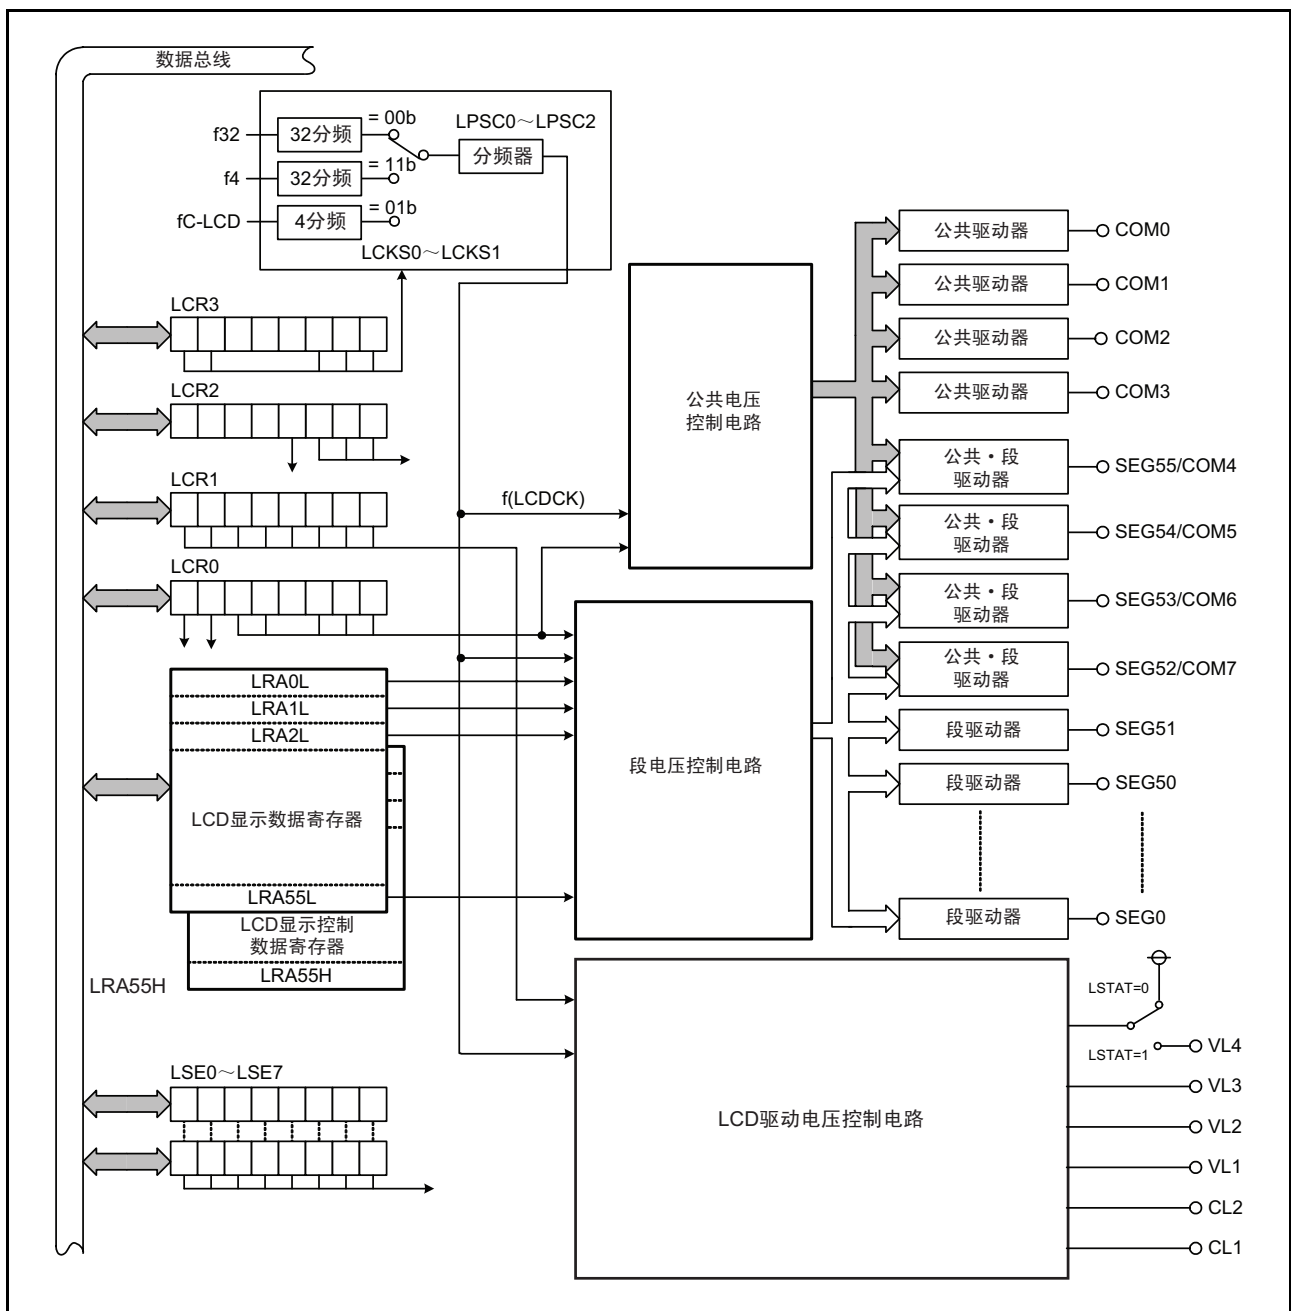 数据总线
= 00b
LPSC0～LPSC2
f32
32分频
分频器
= 11b
f4
32分频
= 01b
fC-LCD
4分频
LCKS0～LCKS1
LCR3
LCR2
LCR1
LCR0
f(LCDCK)
公共电压
控制电路
公共驱动器
COM0
公共驱动器
COM1
公共驱动器
COM2
公共驱动器
COM3
公共・段
驱动器
SEG55/COM4
公共・段
驱动器
SEG54/COM5
公共・段
驱动器
SEG53/COM6
公共・段
驱动器
SEG52/COM7
段驱动器
SEG51
段驱动器
SEG50
段驱动器
SEG0
LRA0L
LRA1L
LRA2L
LCD显示数据寄存器
LRA55L
LCD显示控制
数据寄存器
LRA55H
LRA55H
段电压控制电路
LSE0～LSE7
LCD驱动电压控制电路
LSTAT=0
LSTAT=1
VL4
VL3
VL2
VL1
CL2
CL1